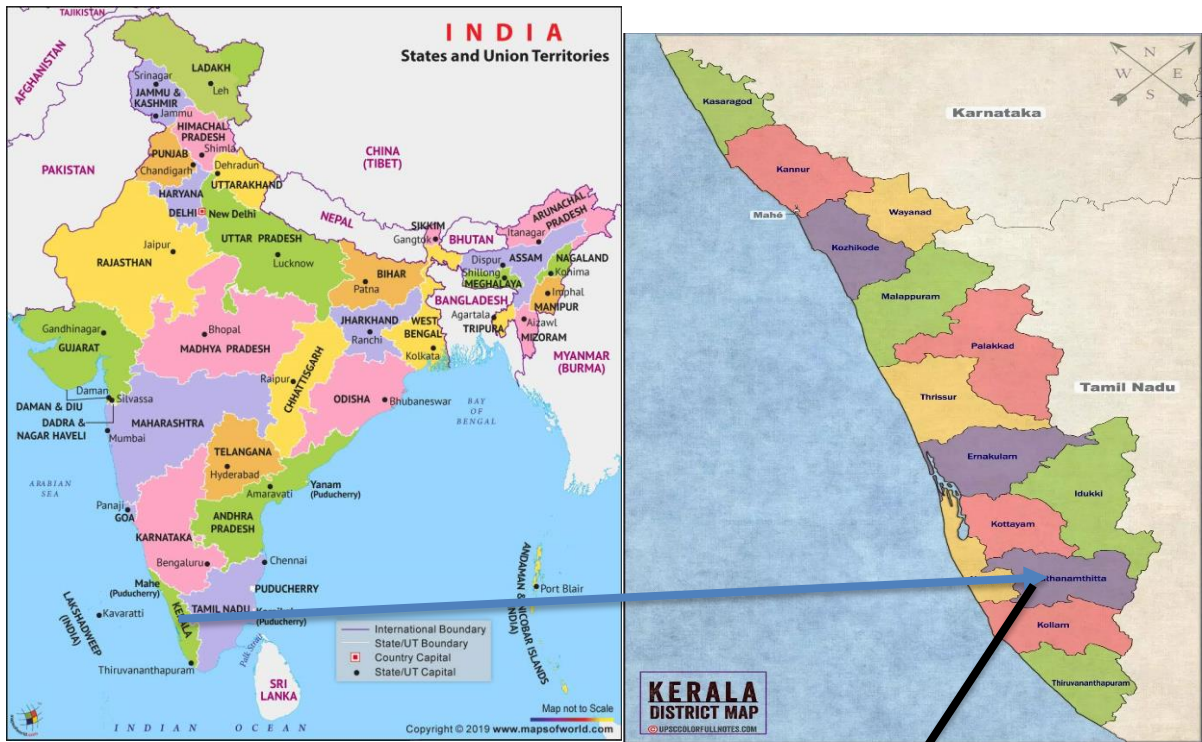 INDIA
States and Union Territories
TAJIKISTAN
AFGHANISTAN
PAKISTAN
CHINA
(TIBET)
NEPAL
BHUTAN
BANGLADESH
MYANMAR
(BURMA)
SRI
LANKA
LADAKH
Leh
Srinagar
JAMMU &
KASHMIR
Jammu
HIMACHAL
PRADESH
Shimla
PUNJAB
Chandigarh
Dehradun
UTTARAKHAND
HARYANA
DELHI
New Delhi
UTTAR PRADESH
Lucknow
Jaipur
RAJASTHAN
BIHAR
Patna
SIKKIM
Gangtok
ARUNACHAL
PRADESH
Itanagar
Dispur
ASSAM
NAGALAND
Kohima
Shillong
MEGHALAYA
Imphal
MANIPUR
Agartala
TRIPURA
Aizawl
MIZORAM
WEST
BENGAL
Kolkata
JHARKHAND
Ranchi
Gandhinagar
GUJARAT
Bhopal
MADHYA PRADESH
Raipur
CHHATTISGARH
ODISHA
Bhubaneswar
Daman
Silvassa
DAMAN & DIU
DADRA &
NAGAR HAVELI
MAHARASHTRA
Mumbai
TELANGANA
Hyderabad
Amaravati
Yanam
(Puducherry)
ANDHRA
PRADESH
Panaji
GOA
KARNATAKA
Bengaluru
Chennai
PUDUCHERRY
Mahe
(Puducherry)
KERALA
TAMIL NADU
(Puducherry)
Kavaratti
LAKSHADWEEP
(INDIA)
Thiruvananthapuram
Palk Strait
ANDAMAN & NICOBAR ISLANDS
(INDIA)
Port Blair
ARABIAN
SEA
BAY
OF
BENGAL
INDIAN OCEAN
International Boundary
State/UT Boundary
Country Capital
State/UT Capital
Map not to Scale
Copyright © 2019 www.mapsofworld.com
N
W E
S
Karnataka
Tamil Nadu
Kasaragod
Kannur
Mahé
Wayanad
Kozhikode
Malappuram
Palakkad
Thrissur
Ernakulam
Idukki
Kottayam
thanamthitta
Kollam
Thiruvananthapuram
KERALA
DISTRICT MAP
UPSCCOLORFULLNOTES.COM